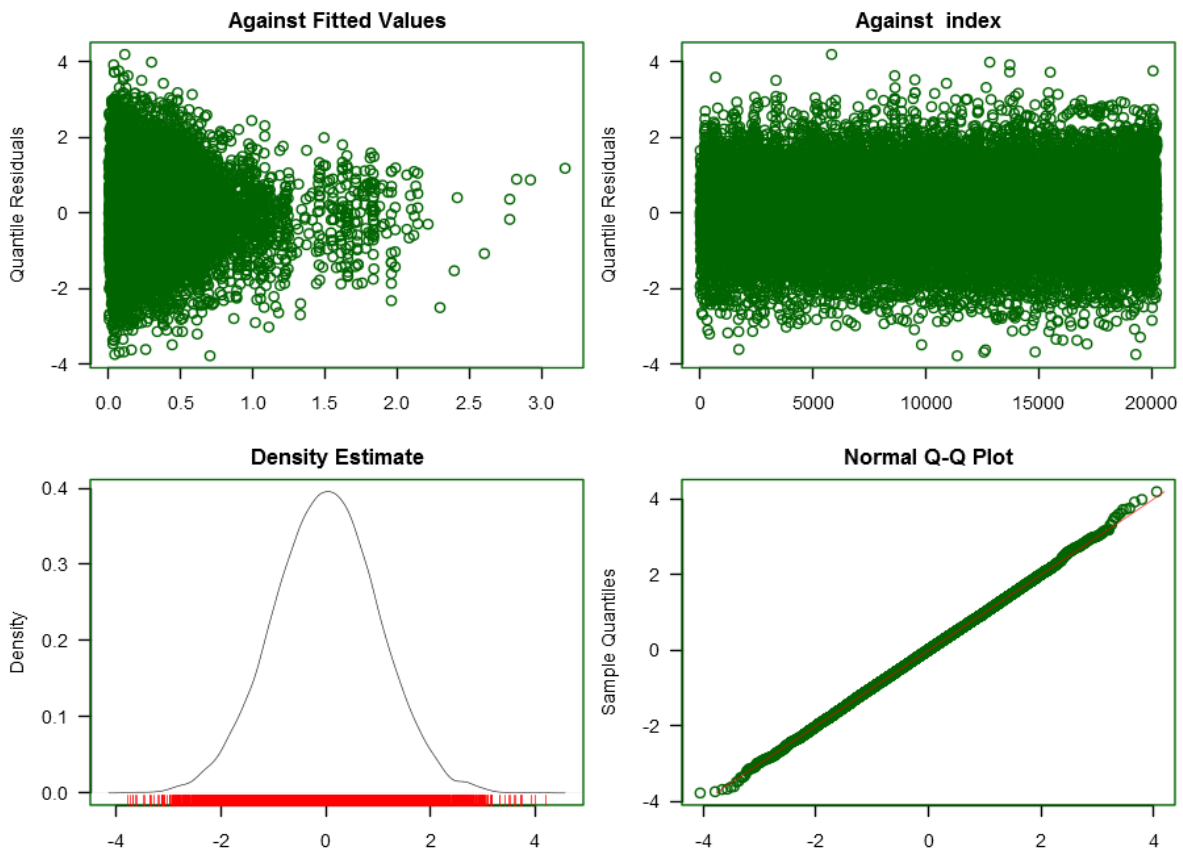 Against Fitted Values
Quantile Residuals
4
2
0
-2
-4
0.0 0.5 1.0 1.5 2.0 2.5 3.0
Against  index
Quantile Residuals
4
2
0
-2
-4
0 5000 10000 15000 20000
Density Estimate
Density
0.4
0.3
0.2
0.1
0.0
-4 -2 0 2 4
Normal Q-Q Plot
Sample Quantiles
4
2
0
-2
-4
-4 -2 0 2 4